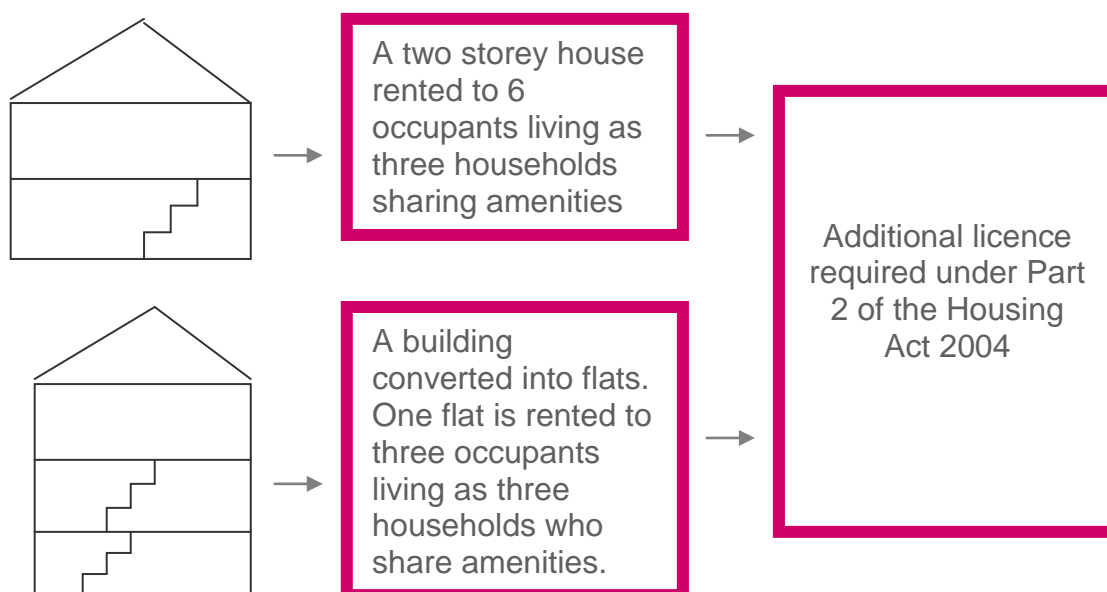 A two storey house
rented to 6
occupants living as
three households
sharing amenities
Additional licence
required under Part
2 of the Housing
Act 2004
A building
converted into flats.
One flat is rented to
three occupants
living as three
households who
share amenities.